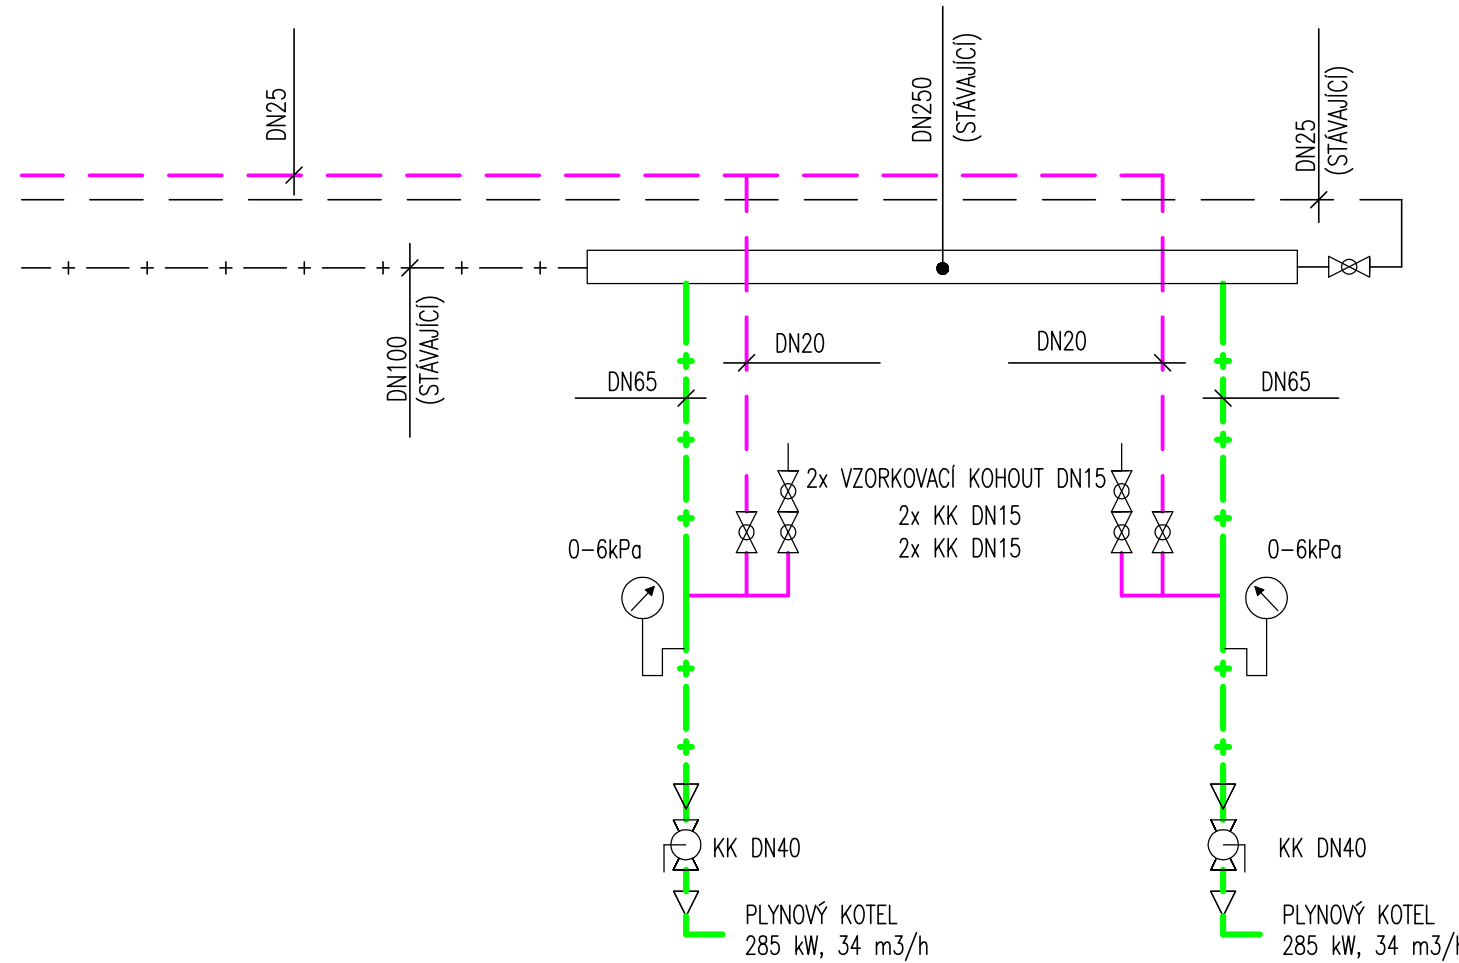 DN25
DN250
(STÁVAJÍCÍ)
DN25
(STÁVAJÍCÍ)
DN100
(STÁVAJÍCÍ)
DN20
DN20
DN65
DN65
2x VZORKOVACÍ KOHOUT DN15
2x KK DN15
2x KK DN15
0-6kPa
0-6kPa
KK DN40
KK DN40
PLYNOVÝ KOTEL
285 kW, 34 m3/h
PLYNOVÝ KOTEL
285 kW, 34 m3/h